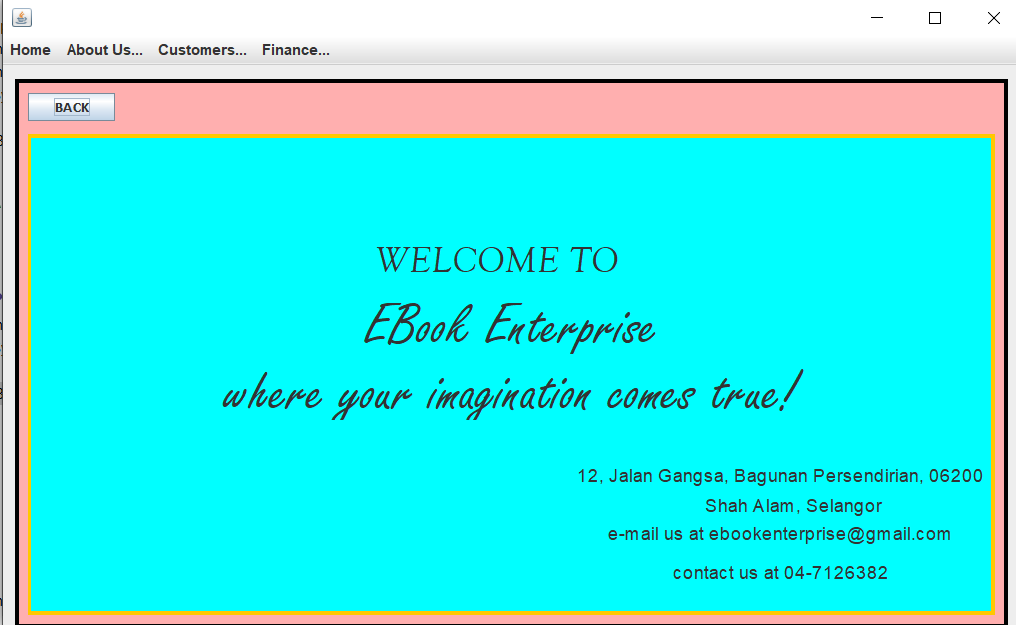 Home About Us... Customers... Finance...
BACK
WELCOME TO
EBook Enterprise
where your imagination comes true!
12, Jalan Gangsa, Bagunan Persendirian, 06200
Shah Alam, Selangor
e-mail us at ebookenterprise@gmail.com
contact us at 04-7126382